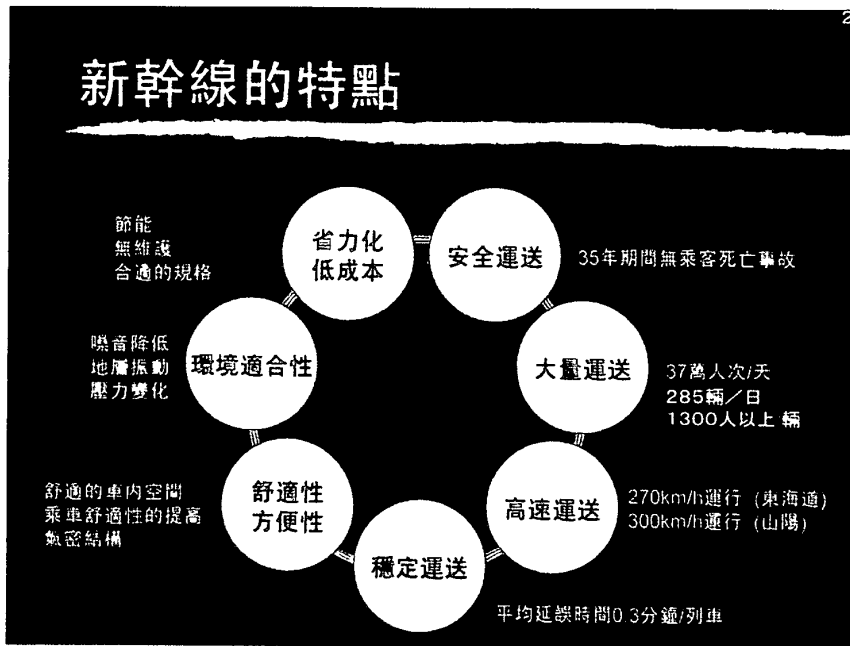 2
新幹線的特點
省力化
低成本
節能
無維護
合適的規格
安全運送
35年期間無乘客死亡事故
環境適合性
噪音降低
地層振動
壓力變化
大量運送
37萬人次/天
285輛／日
1300人以上 輛
舒適性
方便性
舒適的車内空間
乘車舒適性的提高
氣密結構
高速運送
270km/h運行 (東海道)
300km/h運行 (山陽)
穩定運送
平均延誤時間0.3分鐘/列車